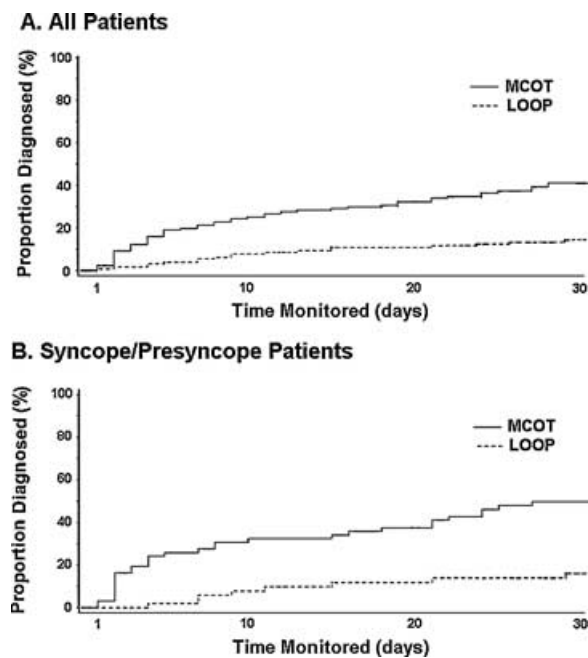 A. All Patients
Proportion Diagnosed (%)
100
80
60
40
20
0
MCOT
LOOP
1
10
20
30
Time Monitored (days)
B. Syncope/Presyncope Patients
Proportion Diagnosed (%)
100
80
60
40
20
0
MCOT
LOOP
1
10
20
30
Time Monitored (days)